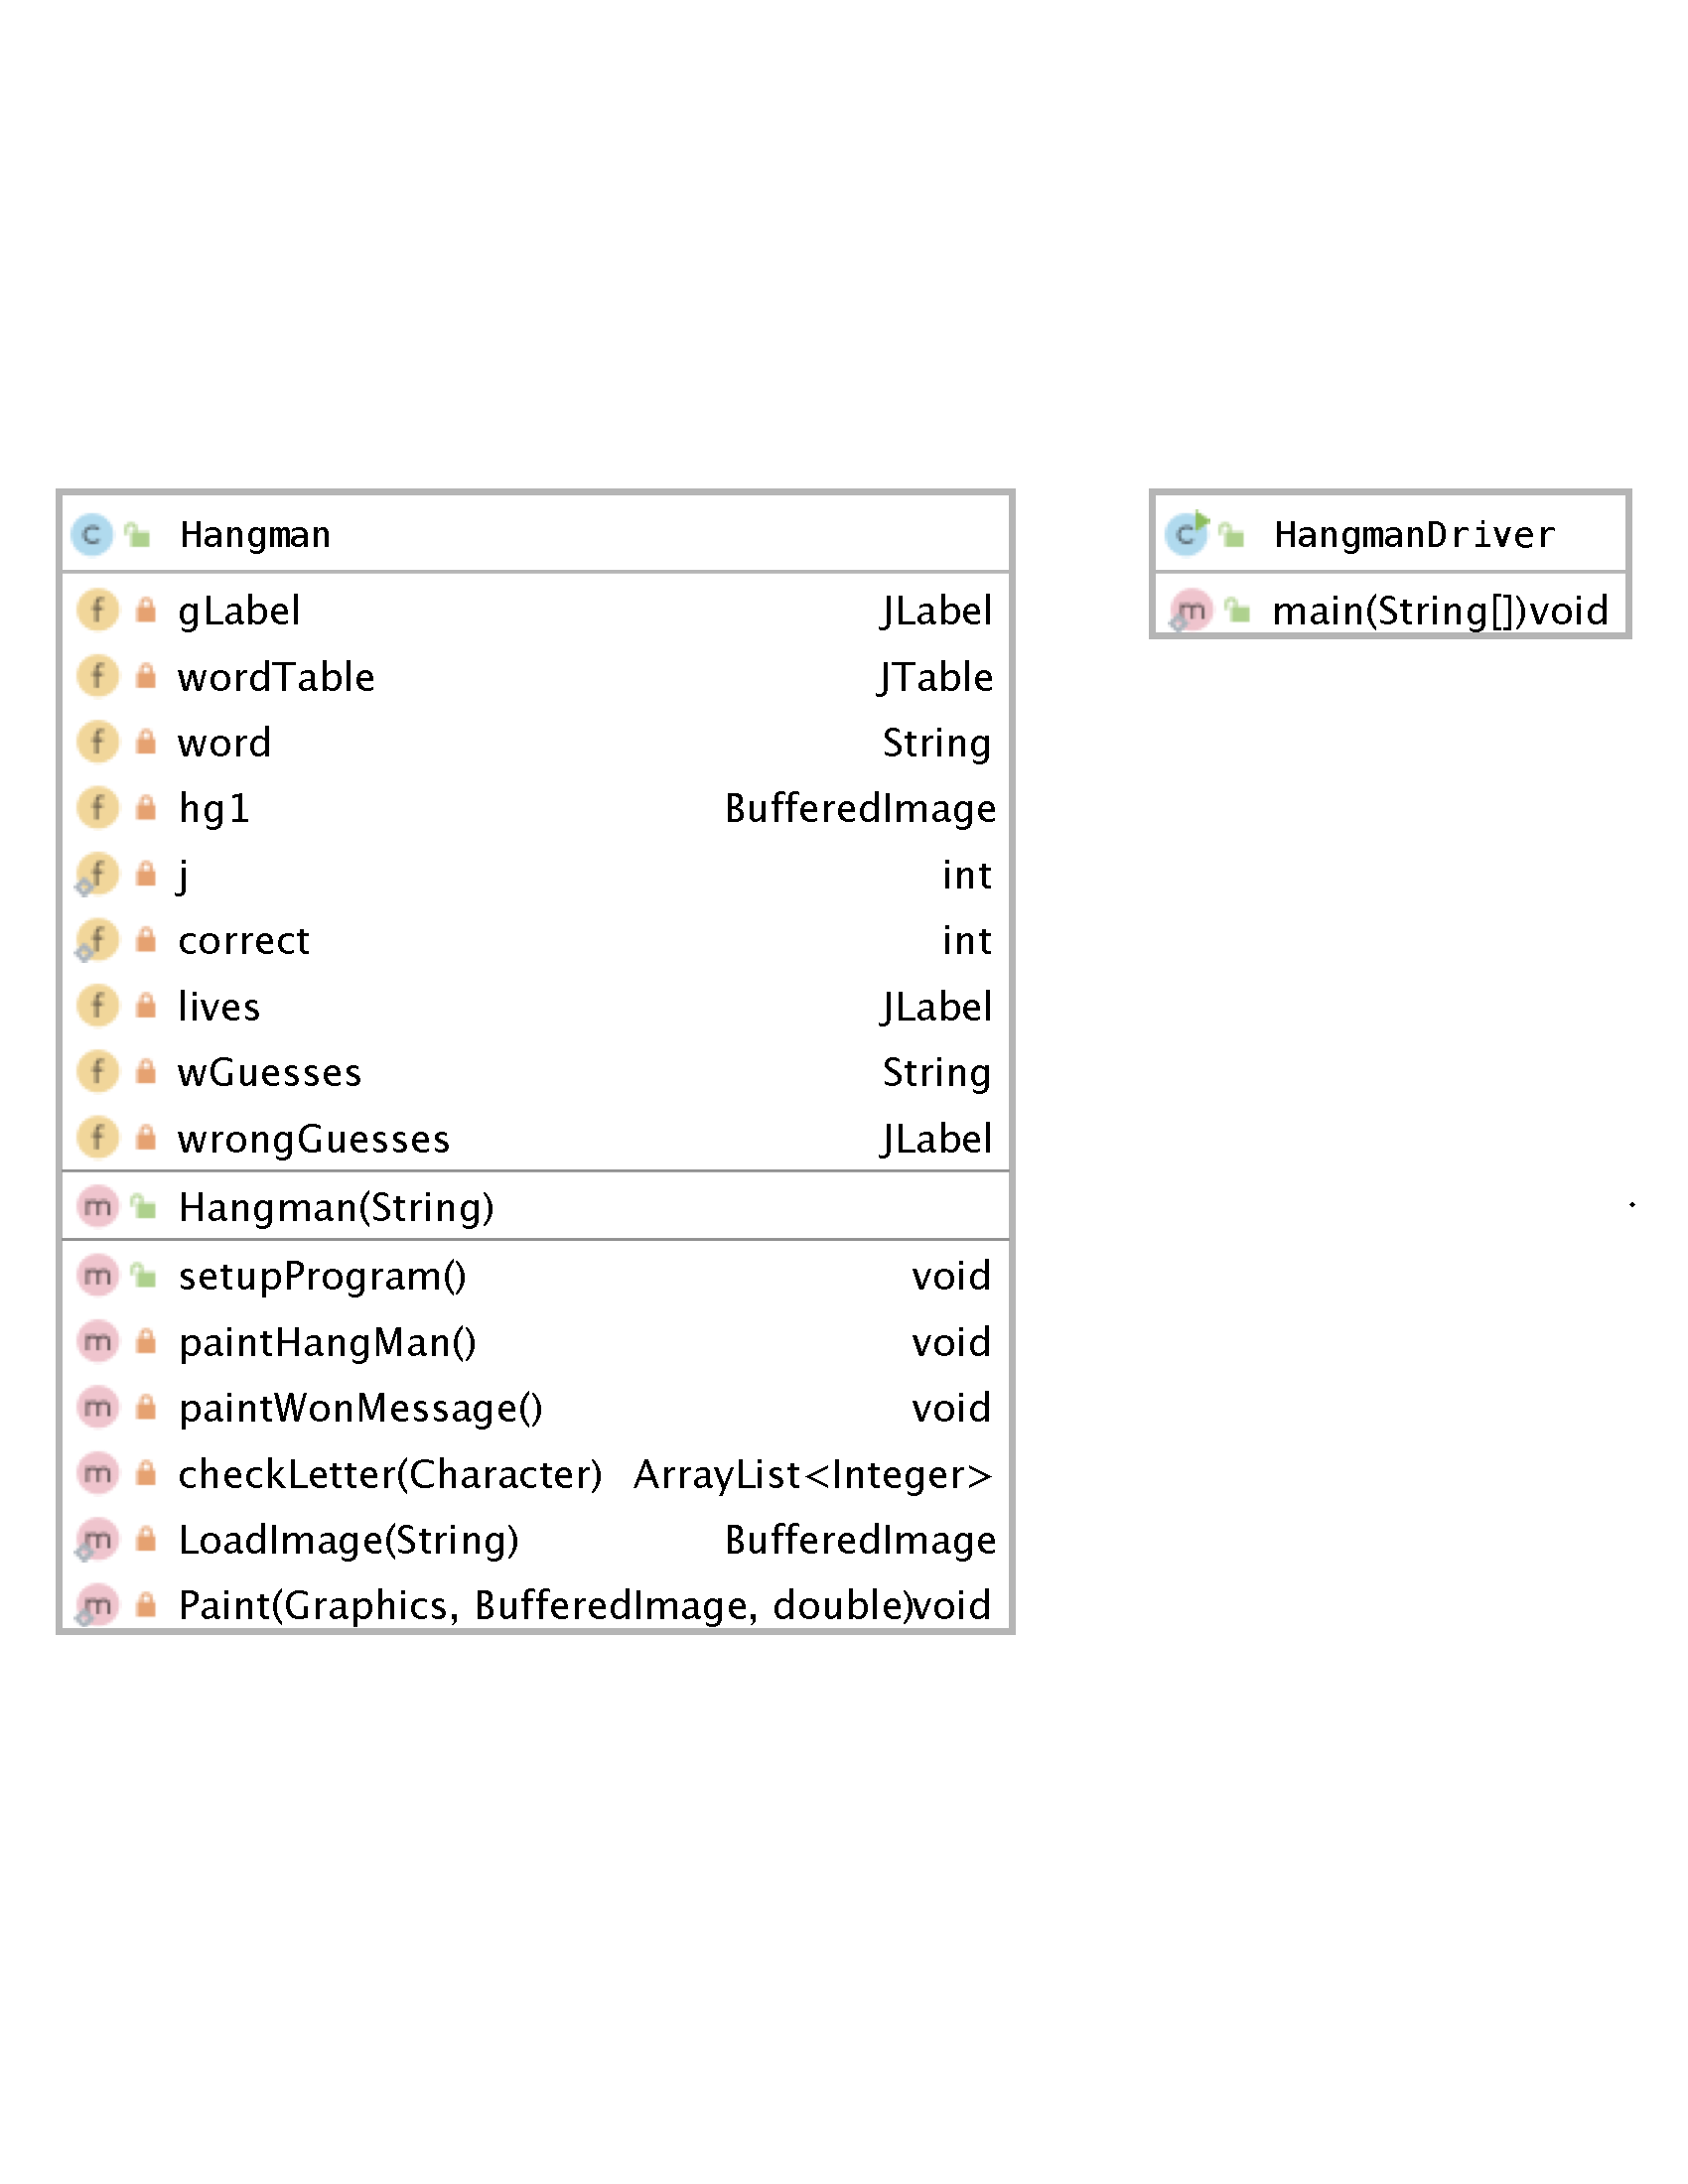 Hangman
gLabel JLabel
wordTable JTable
word String
hg1 BufferedImage
j int
correct int
lives JLabel
wGuesses String
wrongGuesses JLabel
Hangman(String)
setupProgram() void
paintHangMan() void
paintWonMessage() void
checkLetter(Character) ArrayList<Integer>
LoadImage(String) BufferedImage
Paint(Graphics, BufferedImage, double)void
HangmanDriver
main(String[])void